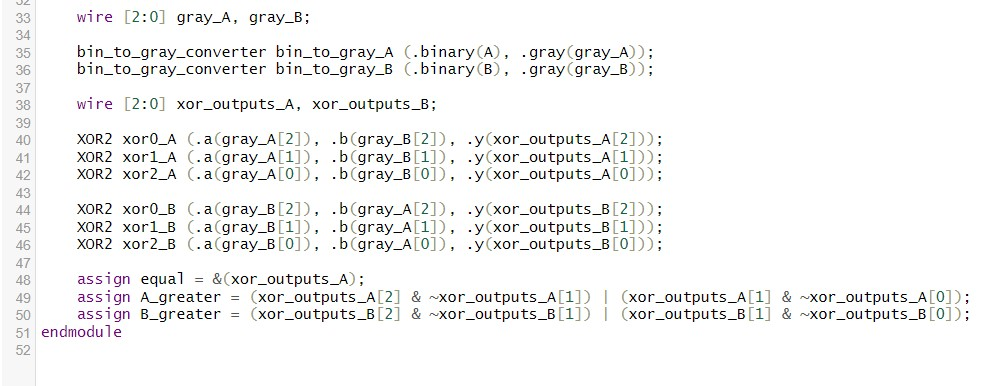 32
33 wire [2:0] gray_A, gray_B;
34
35 bin_to_gray_converter bin_to_gray_A (.binary(A), .gray(gray_A));
36 bin_to_gray_converter bin_to_gray_B (.binary(B), .gray(gray_B));
37
38 wire [2:0] xor_outputs_A, xor_outputs_B;
39
40 XOR2 xor0_A (.a(gray_A[2]), .b(gray_B[2]), .y(xor_outputs_A[2]));
41 XOR2 xor1_A (.a(gray_A[1]), .b(gray_B[1]), .y(xor_outputs_A[1]));
42 XOR2 xor2_A (.a(gray_A[0]), .b(gray_B[0]), .y(xor_outputs_A[0]));
43
44 XOR2 xor0_B (.a(gray_B[2]), .b(gray_A[2]), .y(xor_outputs_B[2]));
45 XOR2 xor1_B (.a(gray_B[1]), .b(gray_A[1]), .y(xor_outputs_B[1]));
46 XOR2 xor2_B (.a(gray_B[0]), .b(gray_A[0]), .y(xor_outputs_B[0]));
47
48 assign equal = &(xor_outputs_A);
49 assign A_greater = (xor_outputs_A[2] & ~xor_outputs_A[1]) | (xor_outputs_A[1] & ~xor_outputs_A[0]);
50 assign B_greater = (xor_outputs_B[2] & ~xor_outputs_B[1]) | (xor_outputs_B[1] & ~xor_outputs_B[0]);
51 endmodule
52